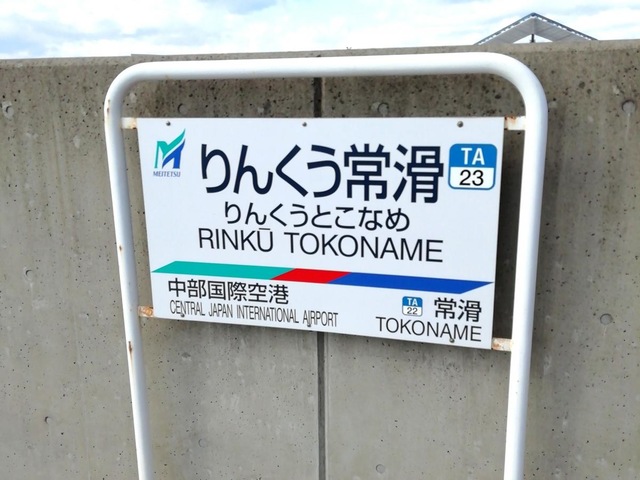 MEITETSU
りんくう常滑
TA
23
りんくうとこなめ
RINKŪ TOKONAME
中部国際空港
CENTRAL JAPAN INTERNATIONAL AIRPORT
TA
22
常滑
TOKONAME